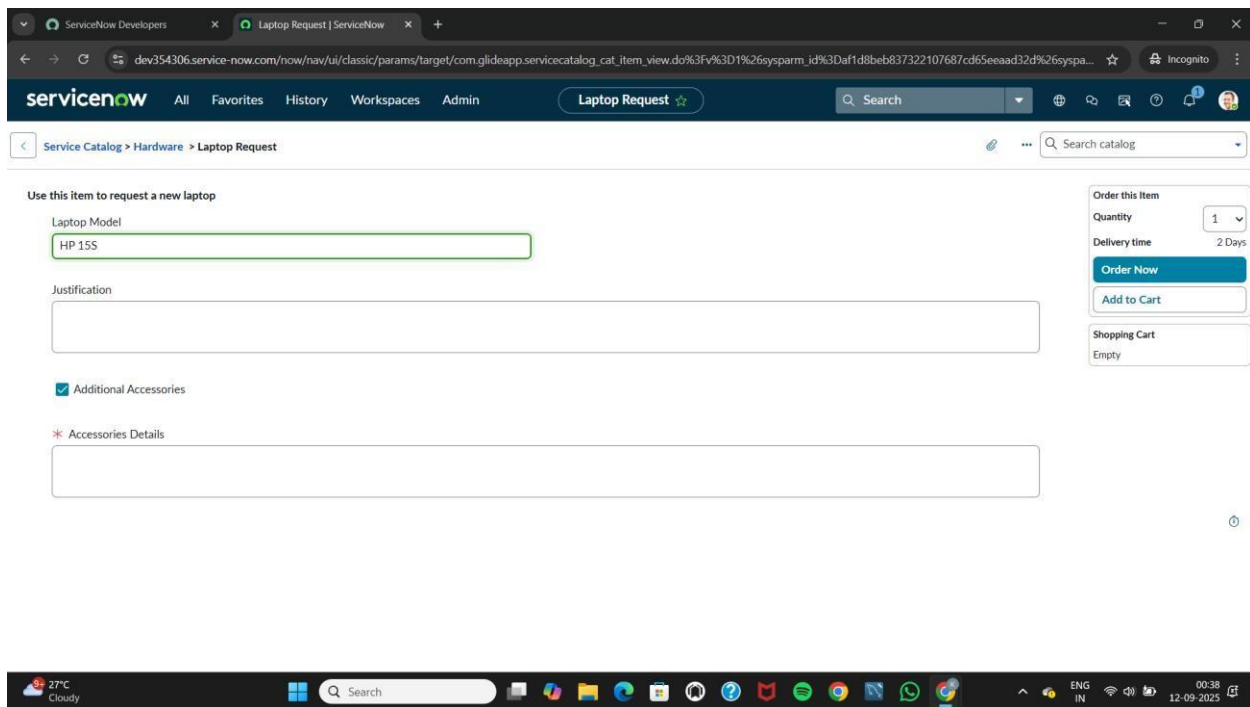 ServiceNow Developers
Laptop Request | ServiceNow
dev354306.service-now.com/now/nav/ui/classic/params/target/com.glideapp.servicecatalog_cat_item_view.do%3Fv%3D1%26sysparm_id%3Daf1d8beb837322107687cd65eeaad32d%26syspa...
Incognito
servicenow All Favorites History Workspaces Admin Laptop Request Search 1
Service Catalog > Hardware > Laptop Request Search catalog
Use this item to request a new laptop
Laptop Model
HP 15S
Justification
Additional Accessories
* Accessories Details
Order this Item
Quantity 1
Delivery time 2 Days
Order Now
Add to Cart
Shopping Cart
Empty
9+ 27°C
Cloudy
Search
ENG
IN
00:38
12-09-2025